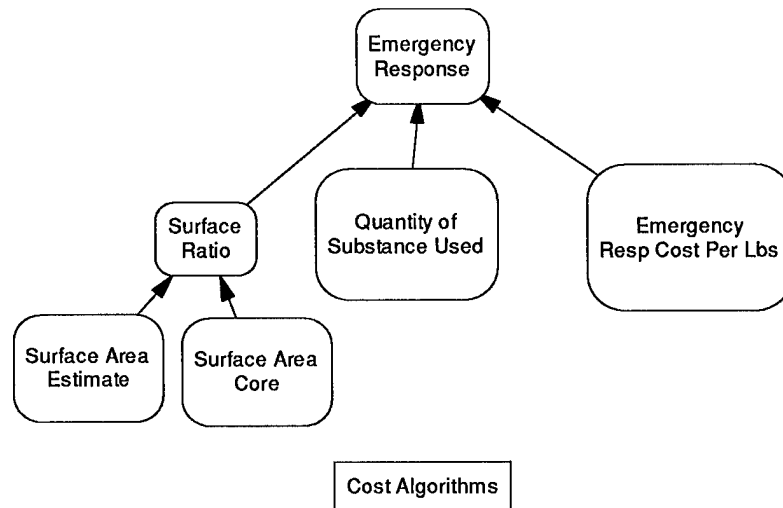 Emergency
Response
Surface
Ratio
Quantity of
Substance Used
Emergency
Resp Cost Per Lbs
Surface Area
Estimate
Surface Area
Core
Cost Algorithms